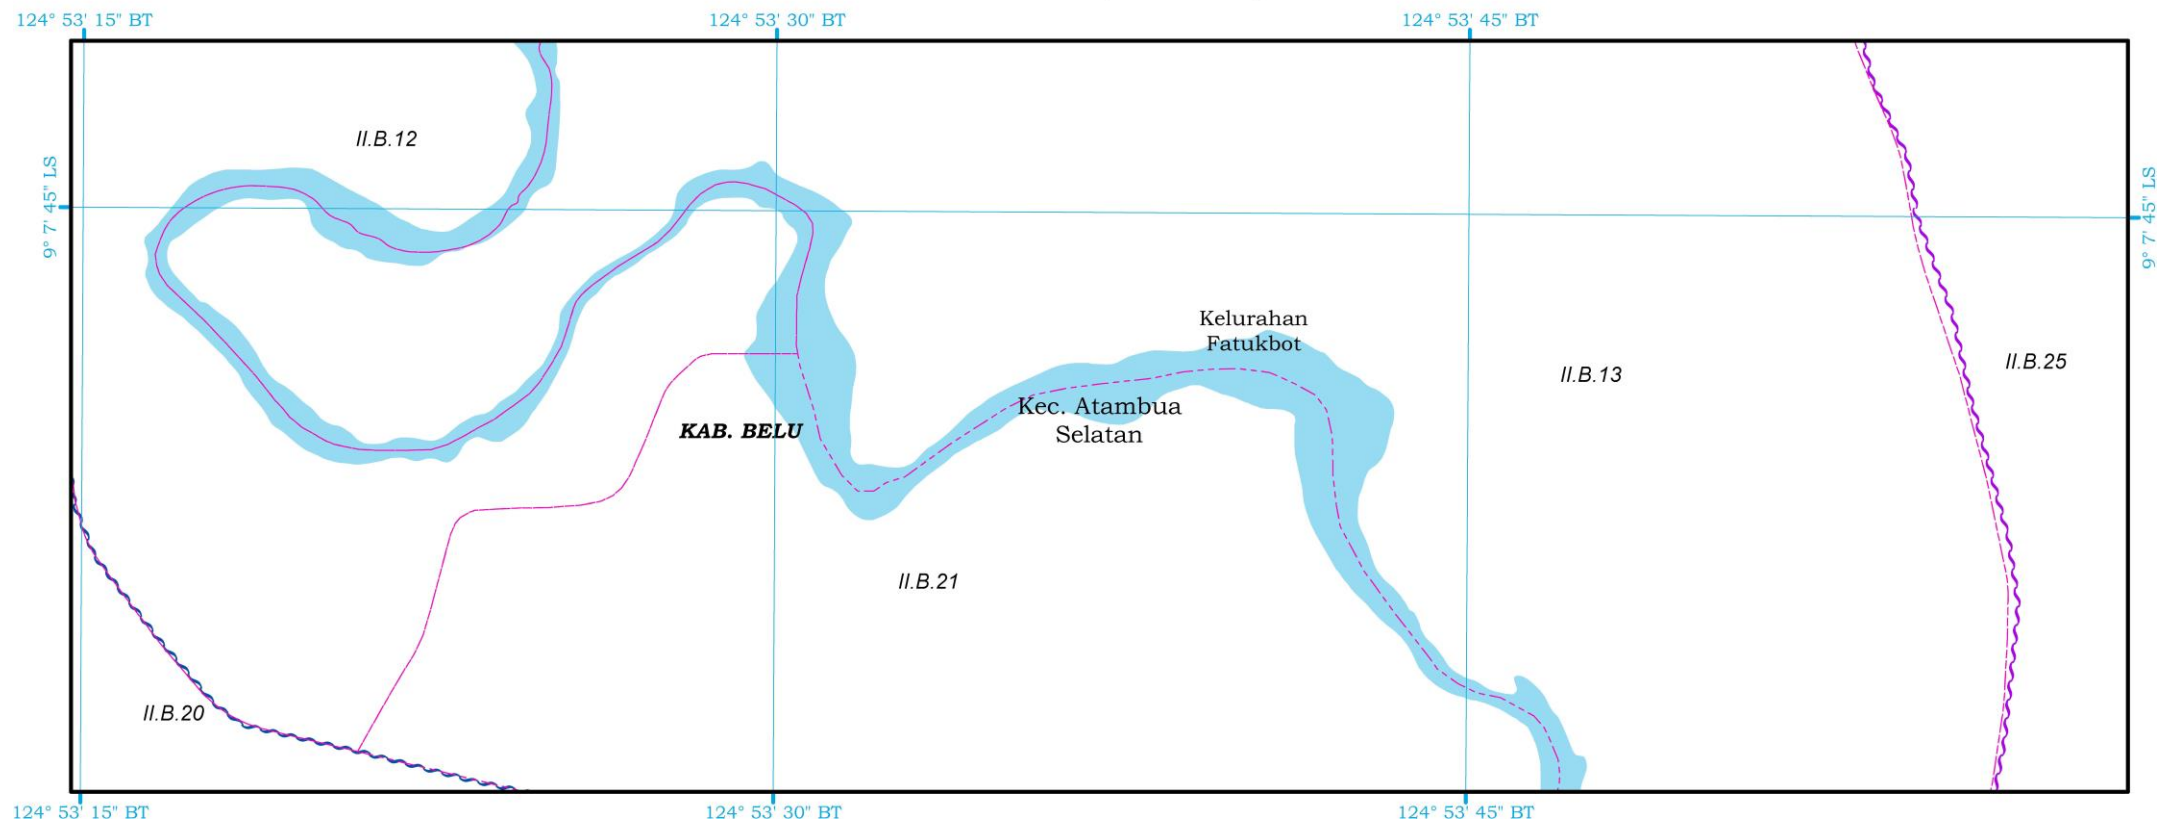 124° 53' 15" BT
124° 53' 30" BT
124° 53' 45" BT
II.B.12
9° 7' 45" LS
9° 7' 45" LS
Kelurahan
Fatukbot
II.B.13
II.B.25
Kec. Atambua
Selatan
KAB. BELU
II.B.21
II.B.20
124° 53' 15" BT
124° 53' 30" BT
124° 53' 45" BT